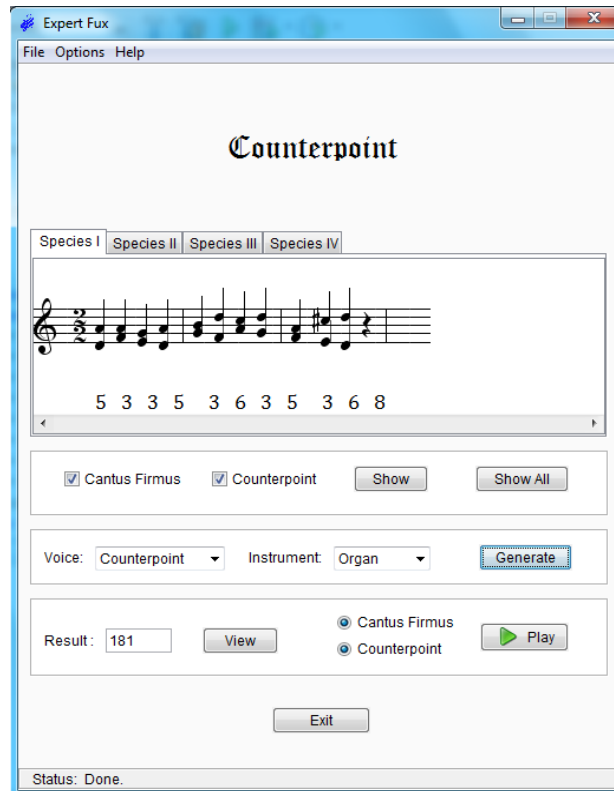 Expert Fux
File Options Help
Counterpoint
Species I Species II Species III Species IV
2
2
5 3 3 5 3 6 3 5 3 6 8
Cantus Firmus Counterpoint Show Show All
Voice: Counterpoint Instrument: Organ Generate
Cantus Firmus
Result : 181 View Play
Counterpoint
Exit
Status: Done.